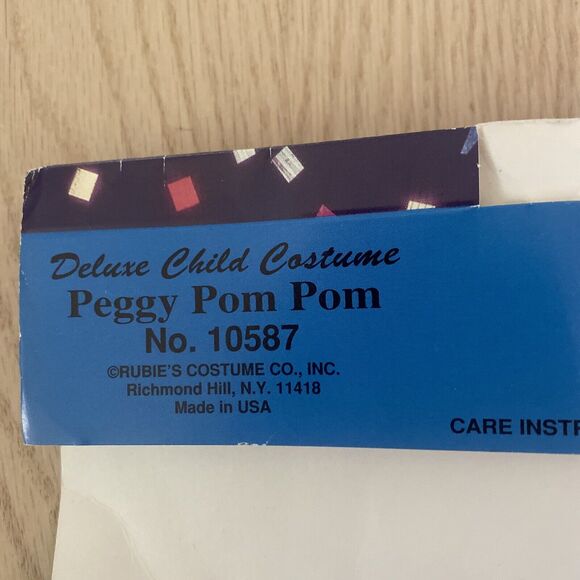 Deluxe Child Costume
Peggy Pom Pom
No. 10587
©RUBIE'S COSTUME CO., INC.
Richmond Hill, N.Y. 11418
Made in USA
CARE